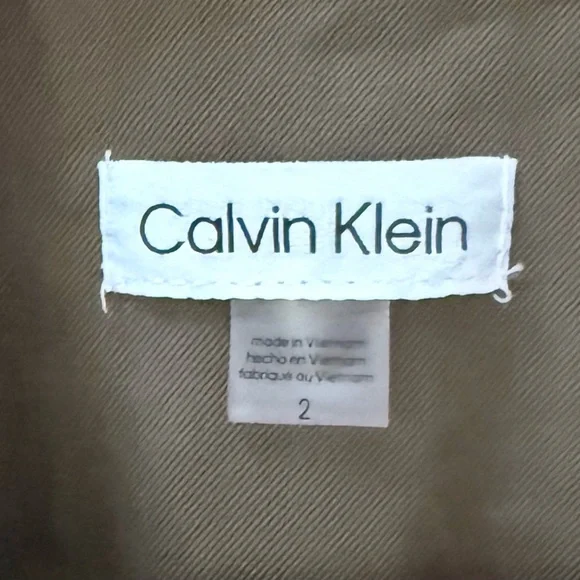 Calvin Klein
made in Vietnam
hecho en Vietnam
fabriqué au Vietnam
2